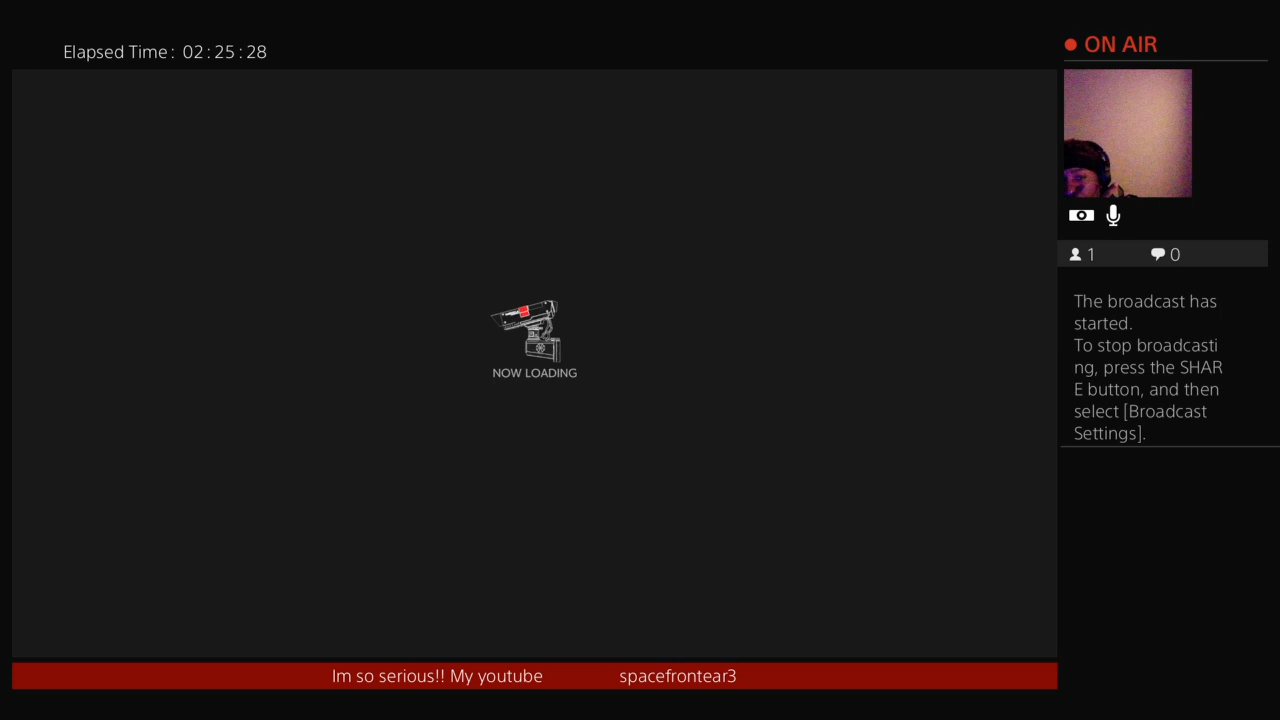 Elapsed Time: 02:25:28
ON AIR
1 0
The broadcast has
started.
To stop broadcasti
ng, press the SHAR
E button, and then
select [Broadcast
Settings].
NOW LOADING
Im so serious!! My youtube spacefrontear3